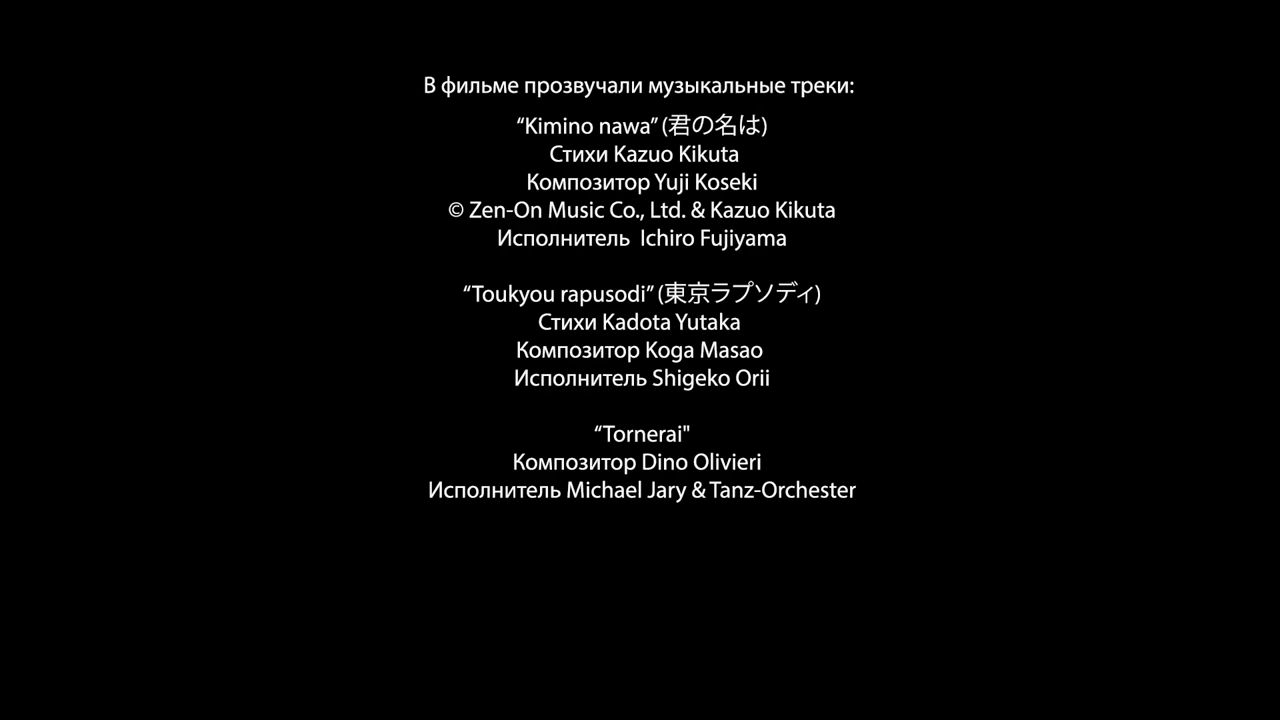 В фильме прозвучали музыкальные треки:
“Kimino nawa” (君の名は)
Стихи Kazuo Kikuta
Композитор Yuji Koseki
© Zen-On Music Co., Ltd. & Kazuo Kikuta
Исполнитель  Ichiro Fujiyama
“Toukyou rapusodi” (東京ラプソディ)
Стихи Kadota Yutaka
Композитор Koga Masao
Исполнитель Shigeko Orii
“Tornerai"
Композитор Dino Olivieri
Исполнитель Michael Jary & Tanz-Orchester